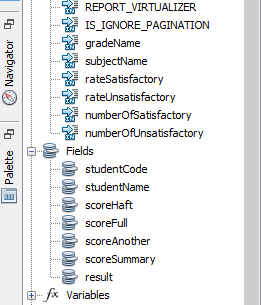 REPORT_VIRTUALIZER
IS_IGNORE_PAGINATION
gradeName
subjectName
rateSatisfactory
rateUnsatisfactory
numberOfSatisfactory
numberOfUnsatisfactory
Fields
studentCode
studentName
scoreHaft
scoreFull
scoreAnother
scoreSummary
result
fx Variables
Navigator
Palette